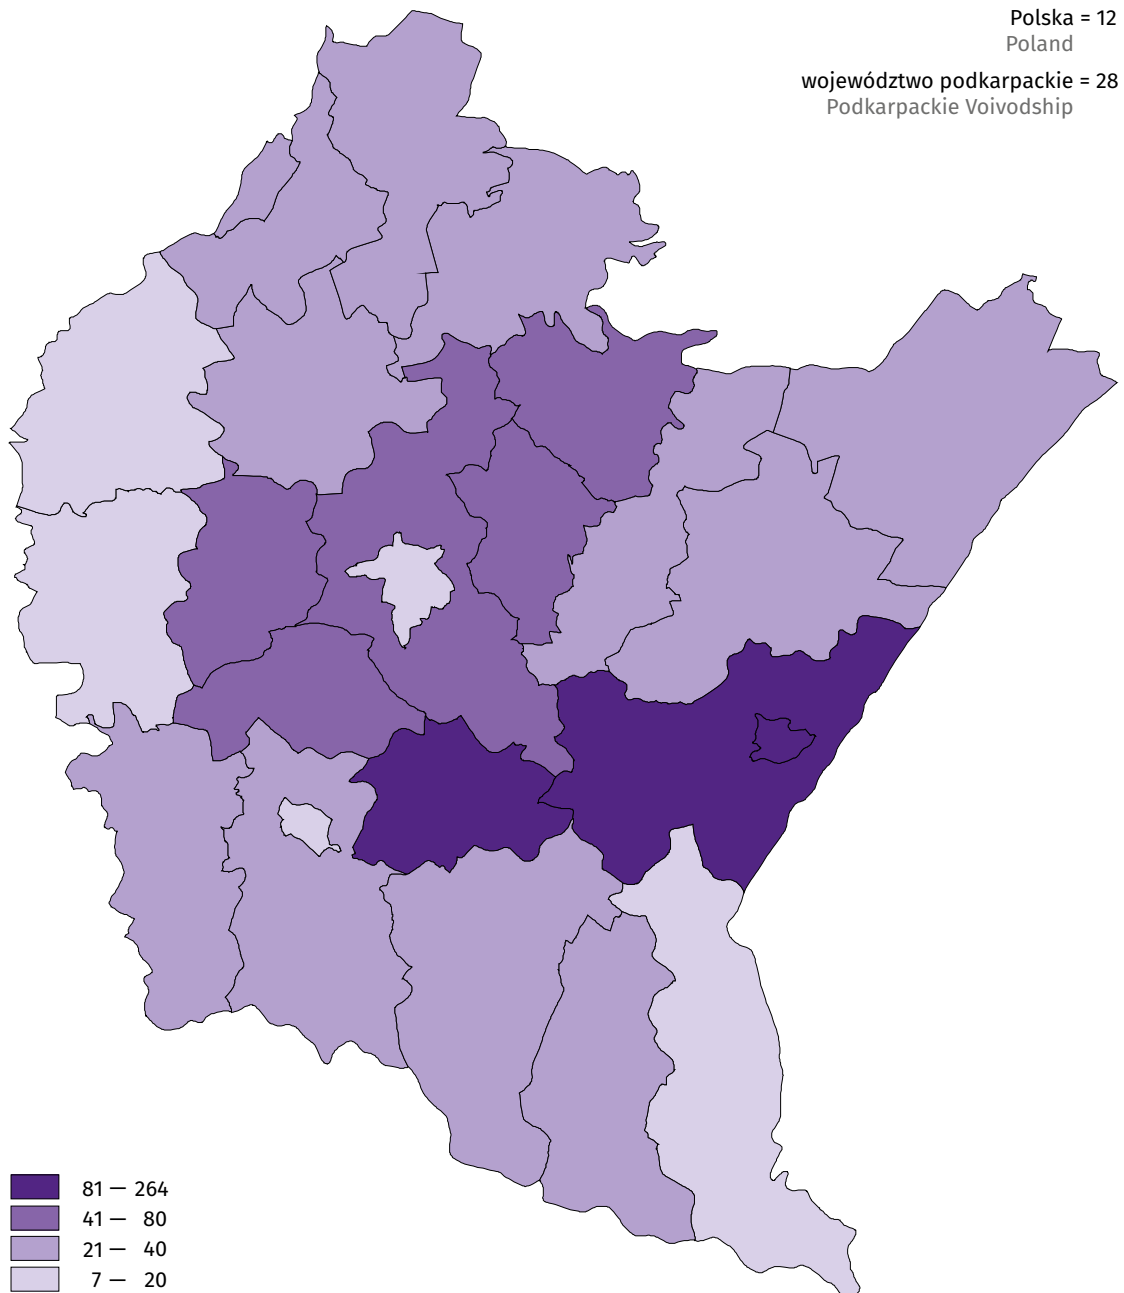 Polska = 12
Poland
województwo podkarpackie = 28
Podkarpackie Voivodship
81 — 264
41 — 80
21 — 40
7 — 20